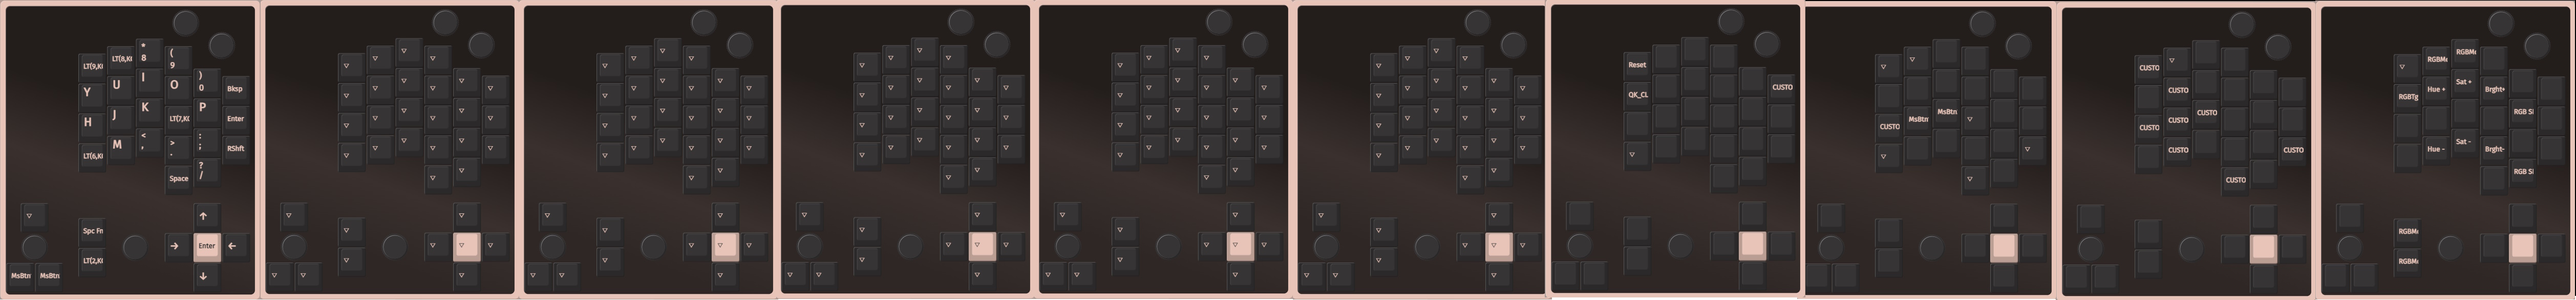 LT(9,K( LT(8,K( * 8 ( 9
Y U I O ) 0 Bksp
H J K LT(7,K( P Enter
LT(6,K( M < , > . : ; RShft
Space ? /
▽ ↑
Spc Fn → Enter ←
LT(2,K( 
MsBtn MsBtn ↓
Reset
QK_CL
CUSTO
MsBtn
CUSTO MsBtn
CUSTO
CUSTO
CUSTO CUSTO CUSTO
CUSTO CUSTO
CUSTO
RGBM RGBM
Hue + Sat + Brght+
RGBTg RGB S
Hue - Sat - Brght-
RGB S
RGBM
RGBM